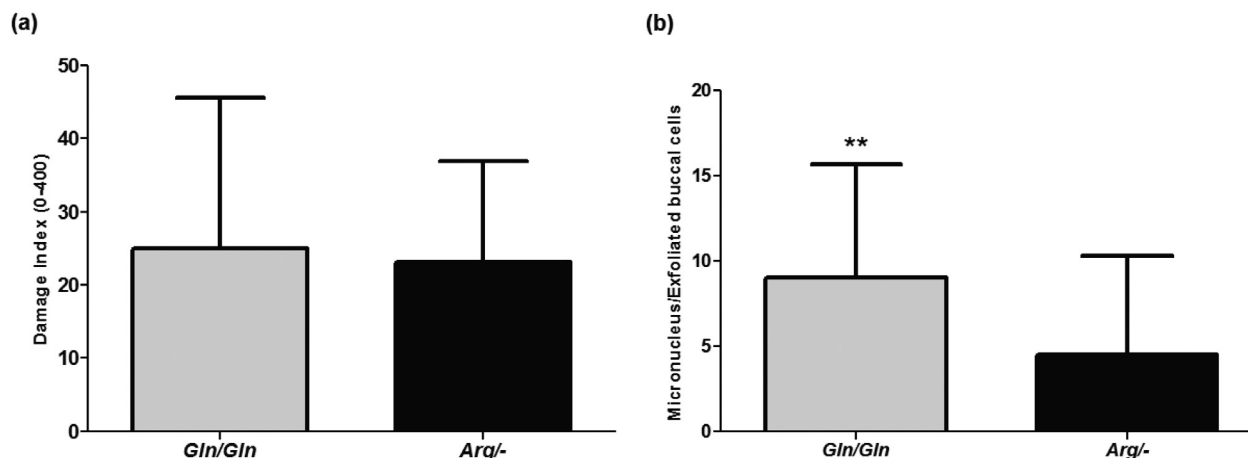 (a)
Damage Index (0-400)
50
40
30
20
10
0
Gln/Gln
Arg/-
(b)
Micronucleus/Exfoliated buccal cells
20
15
10
5
0
**
Gln/Gln
Arg/-